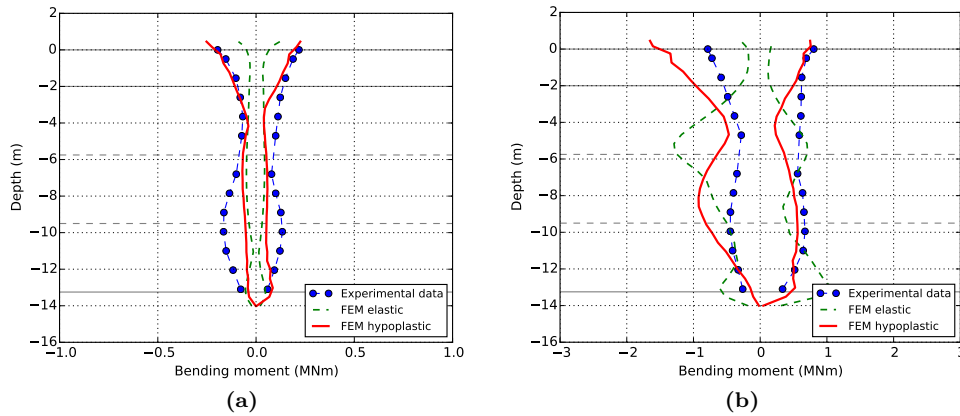 2
0
−2
−4
−6
−8
−10
−12
−14
−16
Depth (m)
−1.0 −0.5 0.0 0.5 1.0
Bending moment (MNm)
Experimental data
FEM elastic
FEM hypoplastic
(a)
2
0
−2
−4
−6
−8
−10
−12
−14
−16
Depth (m)
−3 −2 −1 0 1 2 3
Bending moment (MNm)
Experimental data
FEM elastic
FEM hypoplastic
(b)